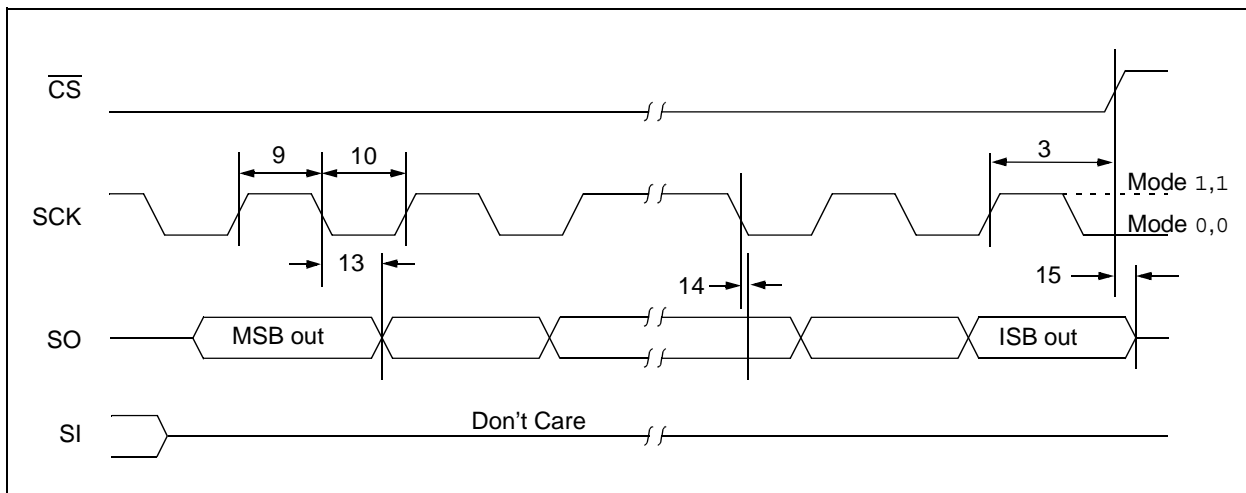 CS
9
10
3
Mode 1,1
SCK
Mode 0,0
13
14
15
SO
MSB out
ISB out
Don't Care
SI